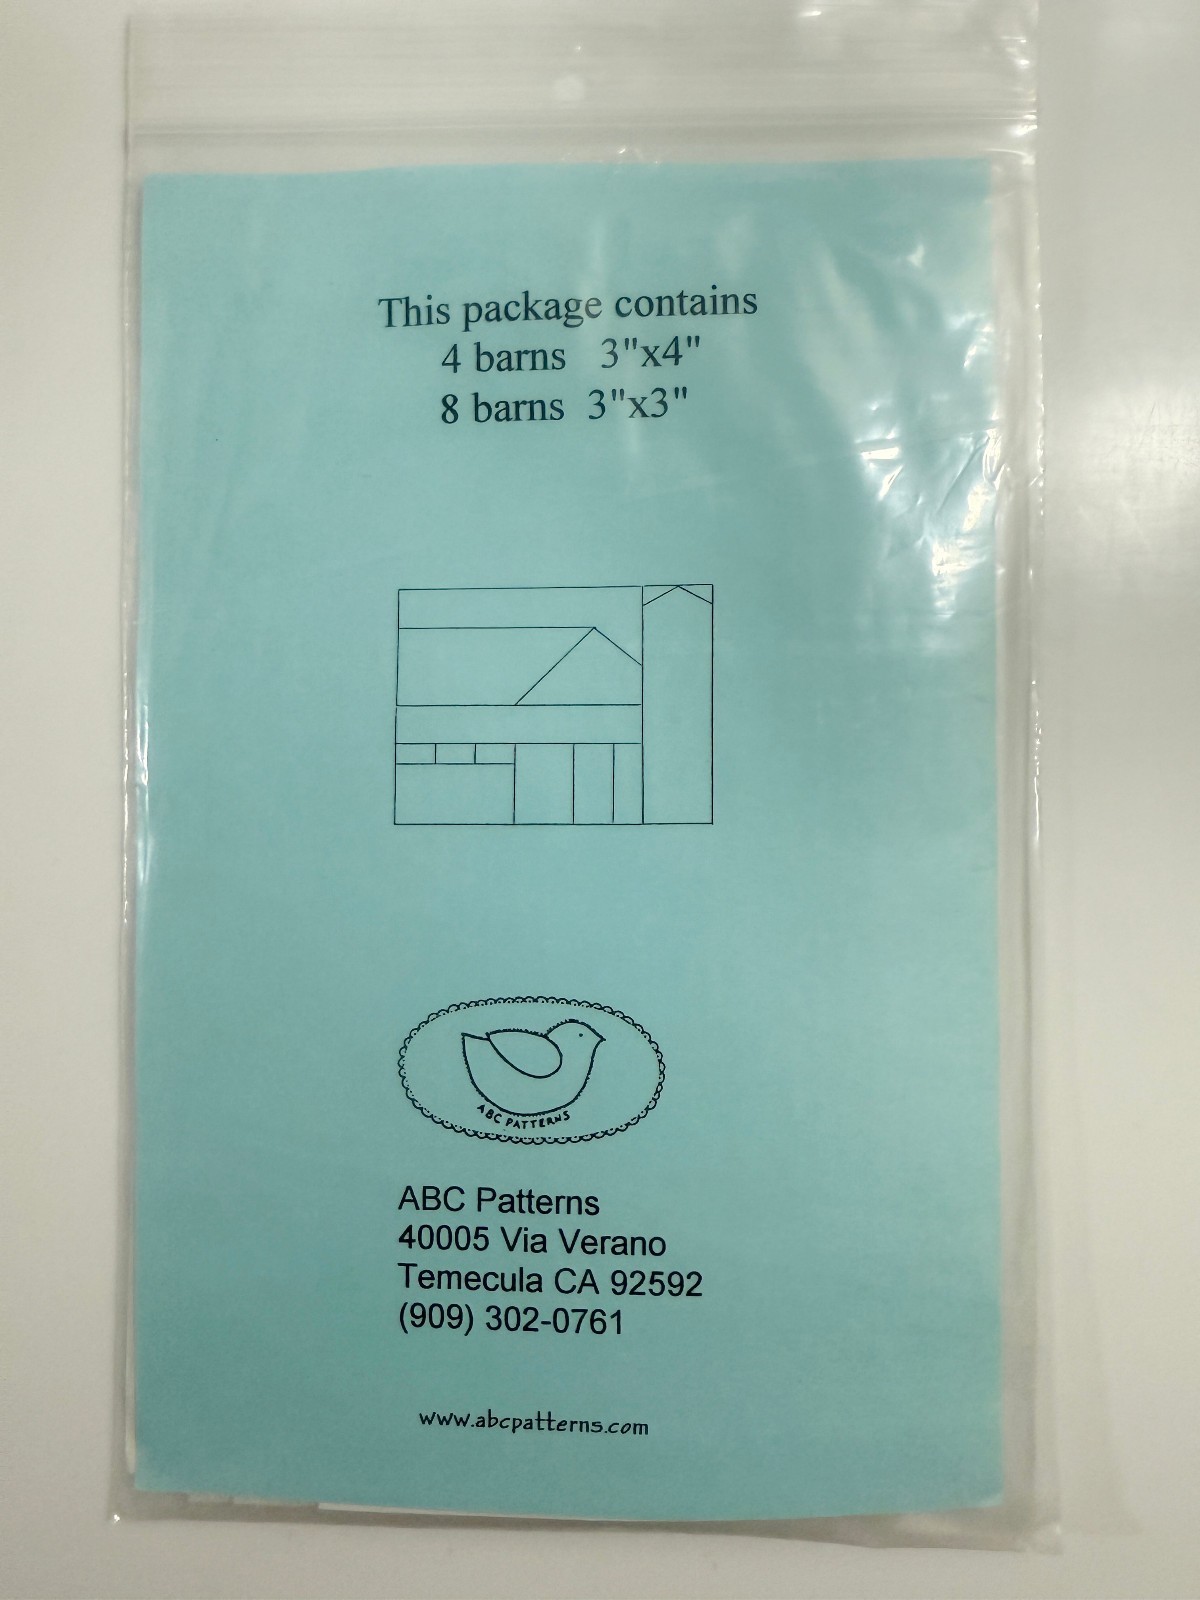 This package contains
4 barns 3"x4"
8 barns 3"x3"
ABC PATTERNS
ABC Patterns
40005 Via Verano
Temecula CA 92592
(909) 302-0761
www.abcpatterns.com